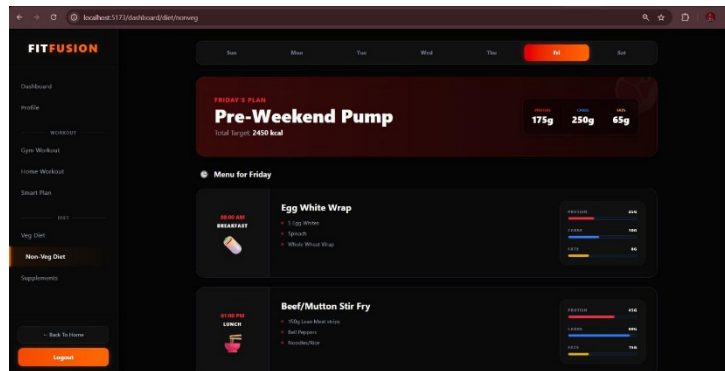 localhost:5173/dashboard/diet/nonveg
FITFUSION
Dashboard
Profile
WORKOUT
Gym Workout
Home Workout
Smart Plan
DIET
Veg Diet
Non-Veg Diet
Supplements
← Back To Home
Logout
Sun Mon Tue Wed Thu Fri Sat
FRIDAY'S PLAN
Pre-Weekend Pump
Total Target: 2450 kcal
PROTEIN CARBS FATS
175g 250g 65g
Menu for Friday
AM
BREAKFAST
Egg White Wrap
5 Egg Whites
Spinach
Whole Wheat Wrap
PROTEIN
CARBS
FATS
01:00 PM
LUNCH
Beef/Mutton Stir Fry
150g Lean Meat strips
Bell Peppers
Noodles/Rice
PROTEIN
CARBS
FATS